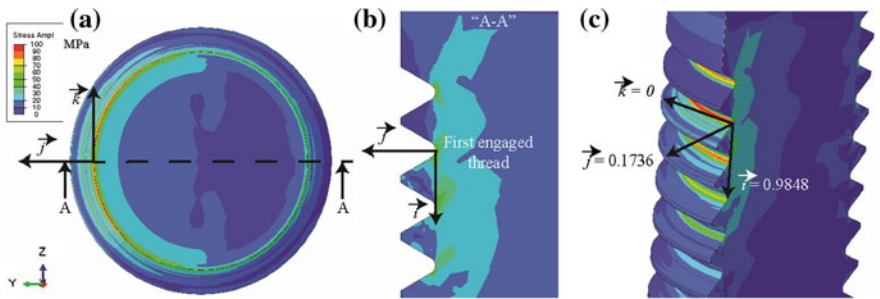 (a)
Stress Ampl
MPa
100
90
80
70
60
50
40
30
20
10
0
k
j
A
A
Z
Y
(b)
"A-A"
j
First engaged
thread
i
(c)
k = 0
j = 0.1736
i = 0.9848